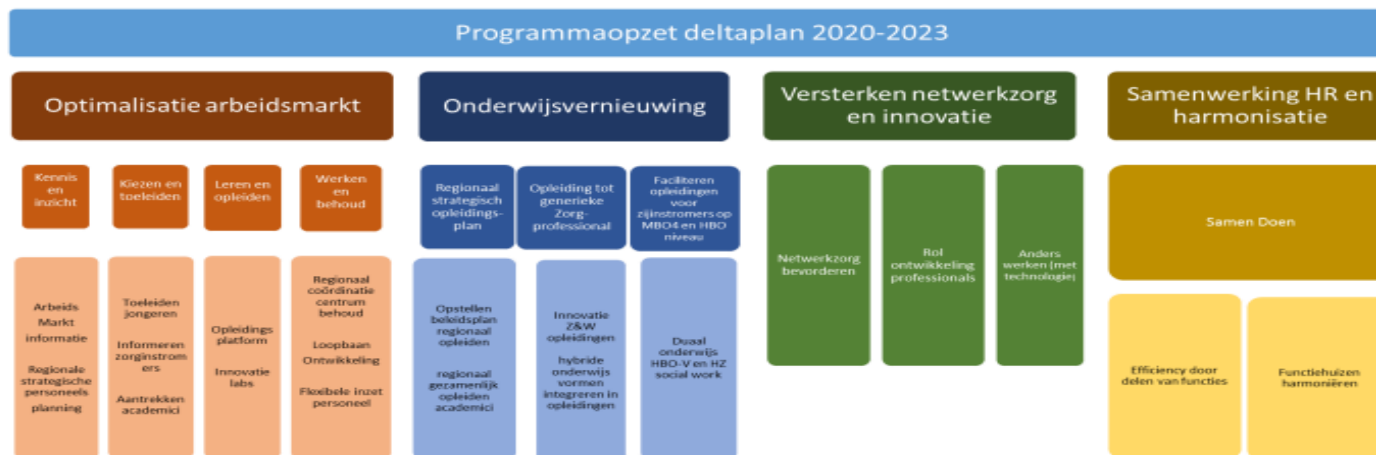 Programmaopzet deltaplan 2020-2023
Optimalisatie arbeidsmarkt
Kennis
en
inzicht
Kiezen en
toeleiden
Leren en
opleiden
Werken
en
behoud
Arbeids
Markt
informatie
Regionale
strategische
personeels
planning
Toeleiden
jongeren
Informeren
zorginstrom
ers
Aantrekken
academici
Opleidings
platform
Innovatie
labs
Regionaal
coördinatie
centrum
behoud
Loopbaan
Ontwikkeling
Flexibele inzet
personeel
Onderwijsvernieuwing
Regionaal
strategisch
opleidings-
plan
Opleiding tot
generieke
Zorg-
professional
Faciliteren
opleidingen
voor
zijinstromers op
MBO4 en HBO
niveau
Opstellen
beleidsplan
regionaal
opleiden
regionaal
gezamenlijk
opleiden
academici
Innovatie
Z&W
opleidingen
hybride
onderwijs
vormen
integreren in
opleidingen
Duaal
onderwijs
HBO-V en HZ
social work
Versterken netwerkzorg
en innovatie
Netwerkzorg
bevorderen
Rol
ontwikkeling
professionals
Anders
werken (met
technologie)
Samenwerking HR en
harmonisatie
Samen Doen
Efficiency door
delen van functies
Functiehuizen
harmoniëren